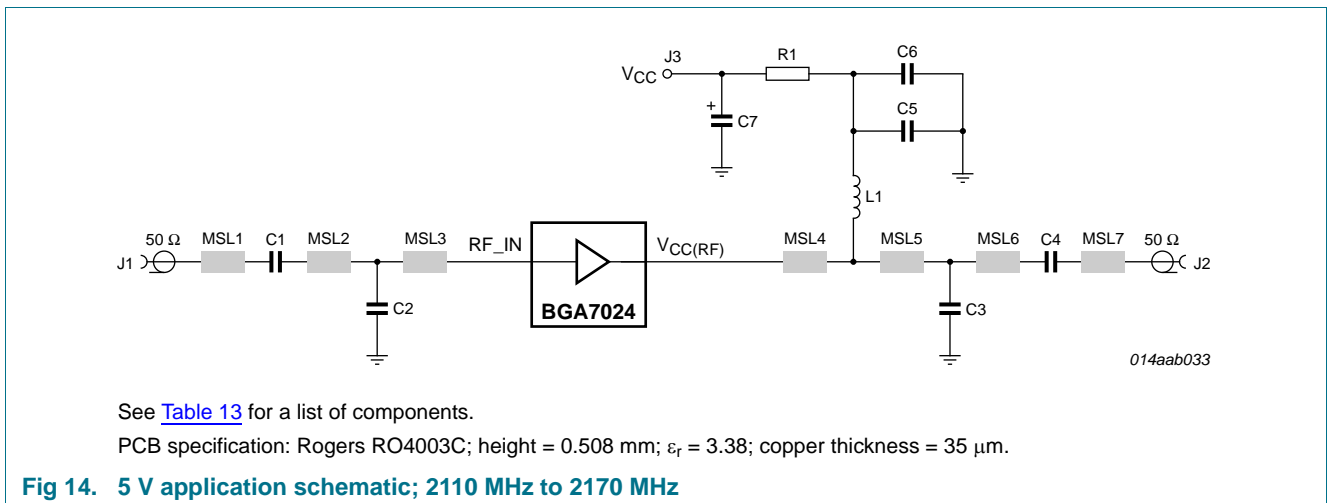 J3
R1
C6
VCC
+
C7
C5
L1
50 Ω
MSL1
C1
MSL2
MSL3
RF_IN
VCC(RF)
MSL4
MSL5
MSL6
C4
MSL7
50 Ω
J1
J2
C2
BGA7024
C3
014aab033
See Table 13 for a list of components.
PCB specification: Rogers RO4003C; height = 0.508 mm; εr = 3.38; copper thickness = 35 μm.
Fig 14. 5 V application schematic; 2110 MHz to 2170 MHz